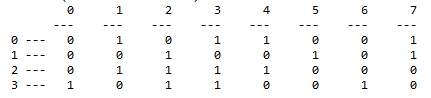 0 1 2 3 4 5 6 7
--- --- --- --- --- --- --- ---
0 --- 0 1 0 1 1 0 0 1
1 --- 0 0 1 0 0 1 0 1
2 --- 0 1 1 1 1 0 0 0
3 --- 1 0 1 1 0 0 1 0